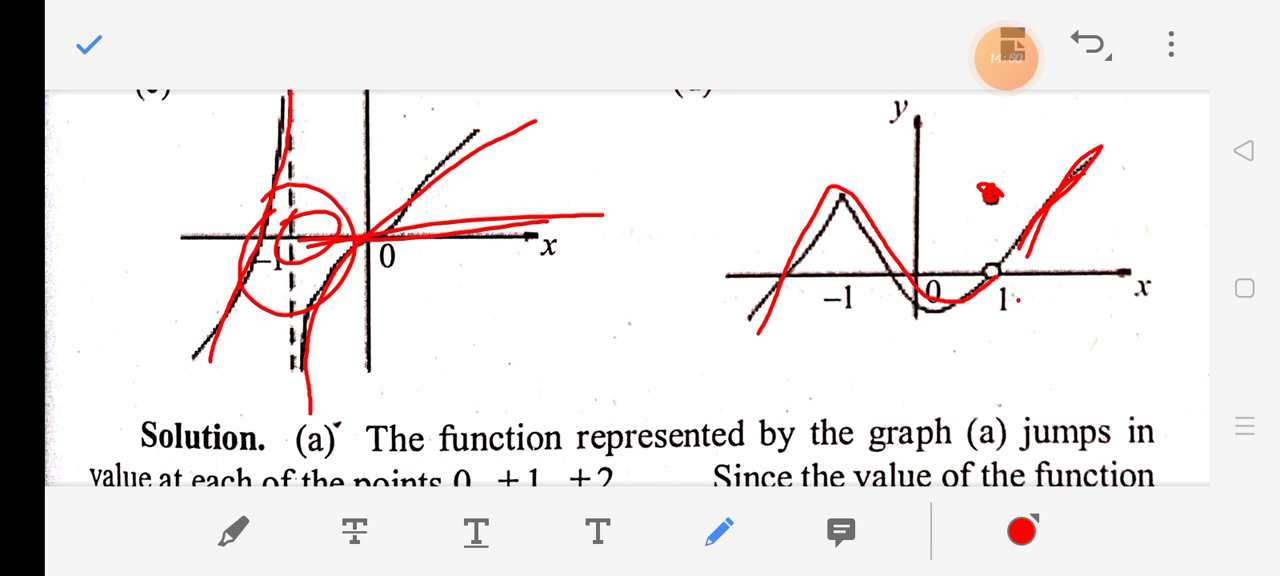 y
-1
0
x
-1
0
1
x
Solution. (a) The function represented by the graph (a) jumps in
value at each of the points 0, ±1, ±2, Since the value of the function
T
T
T